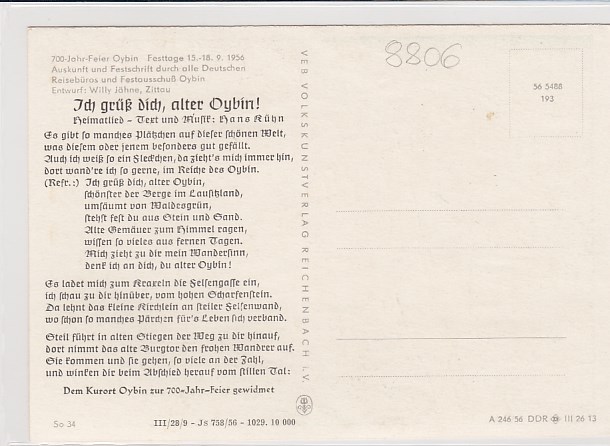 8806
700-Jahr-Feier Oybin   Festtage 15.-18. 9. 1956
Auskunft und Festschrift durch alle Deutschen
Reisebüros und Festausschuß Oybin
Entwurf: Willy Jähne, Zittau
Ich grüß dich, alter Oybin!
Heimatlied – Text und Musik: Hans Kühn
Es gibt so manches Plätzchen auf dieser schönen Welt,
was diesem oder jenem besonders gut gefällt.
Auch ich weiß so ein Fleckchen, da zieht's mich immer hin,
dort wand're ich so gerne, im Reiche des Oybin.
(Refr.:) Ich grüß dich, alter Oybin,
schönster der Berge im Lausitzland,
umsäumt von Waldesgrün,
stehst fest du aus Stein und Sand.
Alte Gemäuer zum Himmel ragen,
wissen so vieles aus fernen Tagen.
Mich zieht zu dir mein Wandersinn,
denk ich an dich, du alter Oybin!
Es ladet mich zum Kraxeln die Felsengasse ein,
ich schau zu dir hinüber, vom hohen Scharfenstein.
Da lehnt das kleine Kirchlein an steiler Felsenwand,
wo schon so manches Pärchen für's Leben sich verband.
Steil führt in alten Stiegen der Weg zu dir hinauf,
dort nimmt das alte Burgtor den frohen Wandrer auf.
Sie kommen und sie gehen, so viele an der Zahl,
und winken dir beim Abschied herauf vom stillen Tal:
Dem Kurort Oybin zur 700-Jahr-Feier gewidmet
So 34
III/28/9 – JS 758/56 – 1029. 10 000
VEB VOLKSKUNSTVERLAG REICHENBACH I. V.
56 5488
193
A 246 56 DDR III 26 13